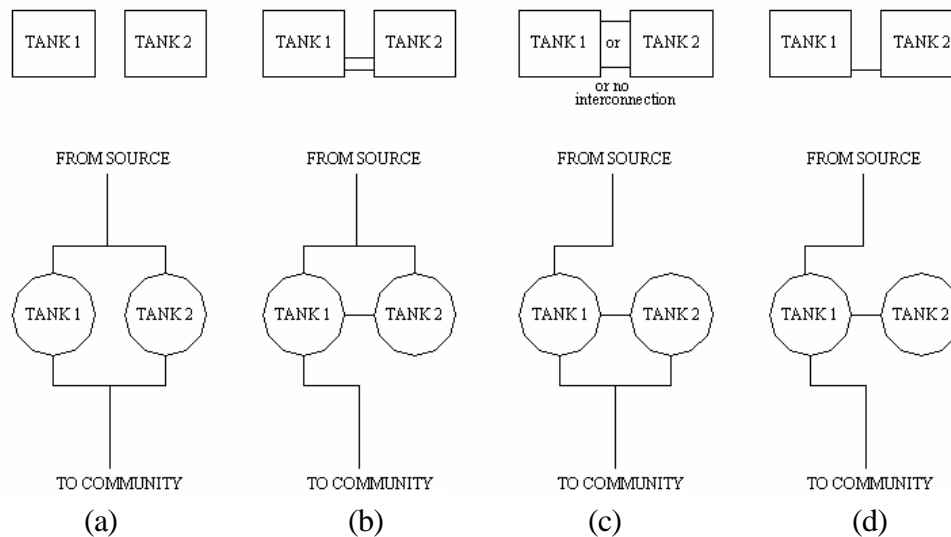 TANK 1 TANK 2 TANK 1 TANK 2 TANK 1 or TANK 2 TANK 1 TANK 2
or no
interconnection
FROM SOURCE FROM SOURCE FROM SOURCE FROM SOURCE
TANK 1 TANK 2 TANK 1 TANK 2 TANK 1 TANK 2 TANK 1 TANK 2
TO COMMUNITY TO COMMUNITY TO COMMUNITY TO COMMUNITY
(a) (b) (c) (d)